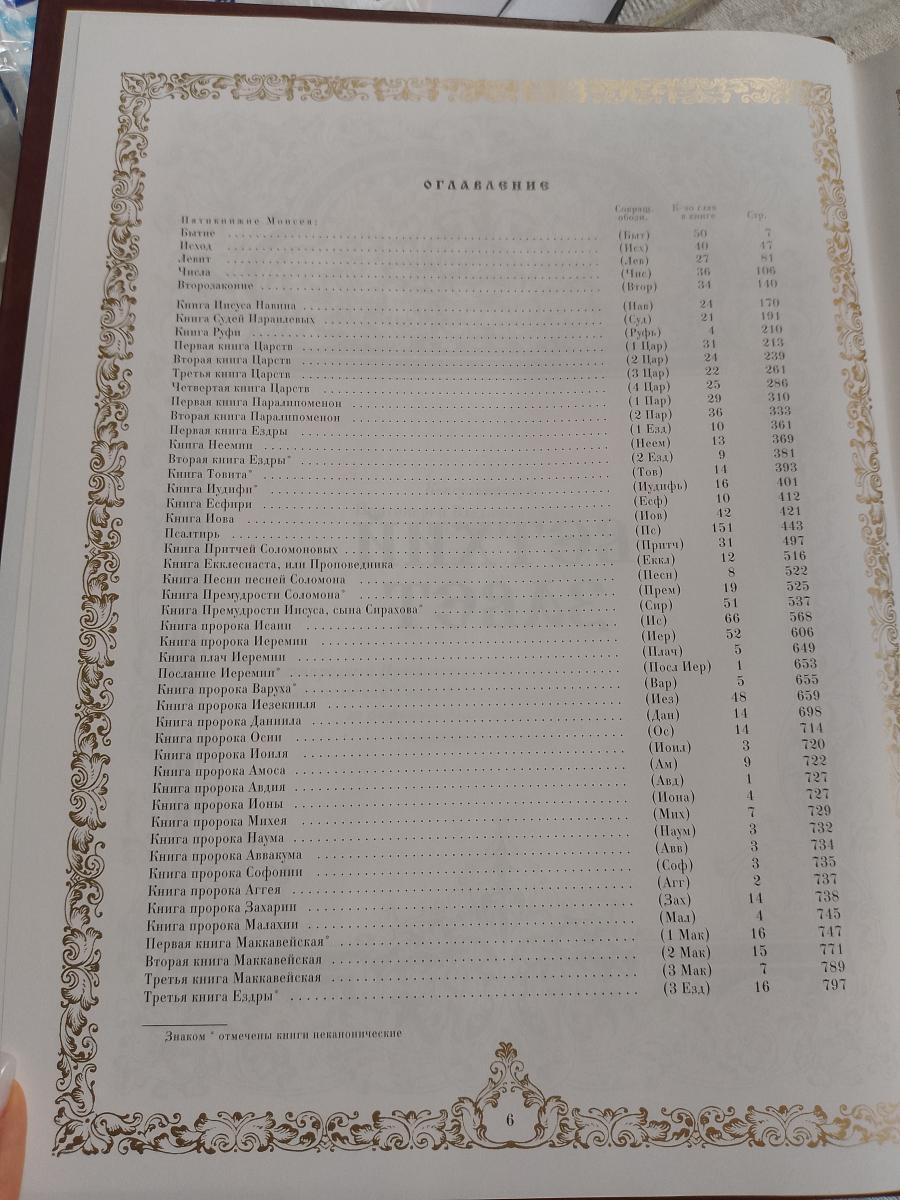 ОГЛАВЛЕНИЕ
Сокращ. обозн. К-во глав в книге Стр.
Пятикнижие Моисея:
Бытие (Быт) 50 7
Исход (Исх) 40 47
Левит (Лев) 27 81
Числа (Чис) 36 106
Второзаконие (Втор) 34 140
Книга Иисуса Навина (Нав) 24 170
Книга Судей Израилевых (Суд) 21 191
Книга Руфи (Руфь) 4 210
Первая книга Царств (1 Цар) 31 213
Вторая книга Царств (2 Цар) 24 239
Третья книга Царств (3 Цар) 22 261
Четвертая книга Царств (4 Цар) 25 286
Первая книга Паралипоменон (1 Пар) 29 310
Вторая книга Паралипоменон (2 Пар) 36 333
Первая книга Ездры (1 Езд) 10 361
Книга Неемии (Неем) 13 369
Вторая книга Ездры* (2 Езд) 9 381
Книга Товита* (Тов) 14 393
Книга Иудифи* (Иудифь) 16 401
Книга Есфири (Есф) 10 412
Книга Иова (Иов) 42 421
Псалтирь (Пс) 151 443
Книга Притчей Соломоновых (Притч) 31 497
Книга Екклесиаста, или Проповедника (Еккл) 12 516
Книга Песни песней Соломона (Песн) 8 522
Книга Премудрости Соломона* (Прем) 19 525
Книга Премудрости Иисуса, сына Сирахова* (Сир) 51 537
Книга пророка Исаии (Ис) 66 568
Книга пророка Иеремии (Иер) 52 606
Книга плач Иеремии (Плач) 5 649
Послание Иеремии* (Посл Иер) 1 653
Книга пророка Варуха* (Вар) 5 655
Книга пророка Иезекииля (Иез) 48 659
Книга пророка Даниила (Дан) 14 698
Книга пророка Осии (Ос) 14 714
Книга пророка Иоиля (Иоил) 3 720
Книга пророка Амоса (Ам) 9 722
Книга пророка Авдия (Авд) 1 727
Книга пророка Ионы (Иона) 4 727
Книга пророка Михея (Мих) 7 729
Книга пророка Наума (Наум) 3 732
Книга пророка Аввакума (Авв) 3 734
Книга пророка Софонии (Соф) 3 735
Книга пророка Аггея (Агг) 2 737
Книга пророка Захарии (Зах) 14 738
Книга пророка Малахии (Мал) 4 745
Первая книга Маккавейская* (1 Мак) 16 747
Вторая книга Маккавейская (2 Мак) 15 771
Третья книга Маккавейская (3 Мак) 7 789
Третья книга Ездры* (3 Езд) 16 797
Знаком * отмечены книги неканонические
6